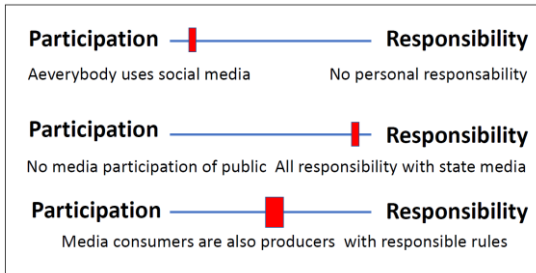 Participation Responsibility
Aeverybody uses social media No personal responsability
Participation Responsibility
No media participation of public All responsibility with state media
Participation Responsibility
Media consumers are also producers with responsible rules